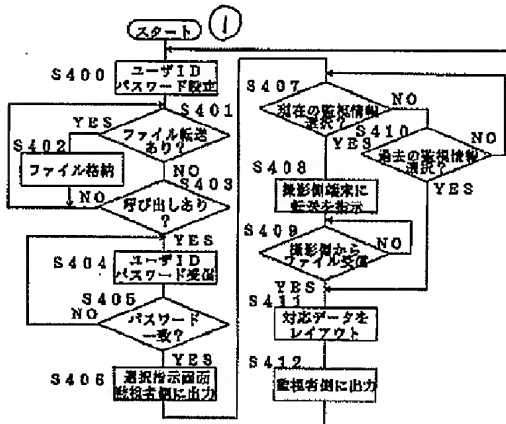 スタート ①
S400
ユーザID
パスワード設立
S401
ファイル転送
あり?
YES
NO
S402
ファイル格納
S403
呼び出しあり
?
NO
YES
S404
ユーザID
パスワード受信
S405
パスワード
一致?
NO
YES
S406
選択指示画面
監視者側に出力
S407
現在の監視情報
選択?
NO
YES
S408
撮影側端末に
転送を指示
S409
撮影側から
ファイル受信
NO
YES
S410
過去の監視情報
選択?
NO
YES
S411
対応データを
レイアウト
S412
監視者側に出力